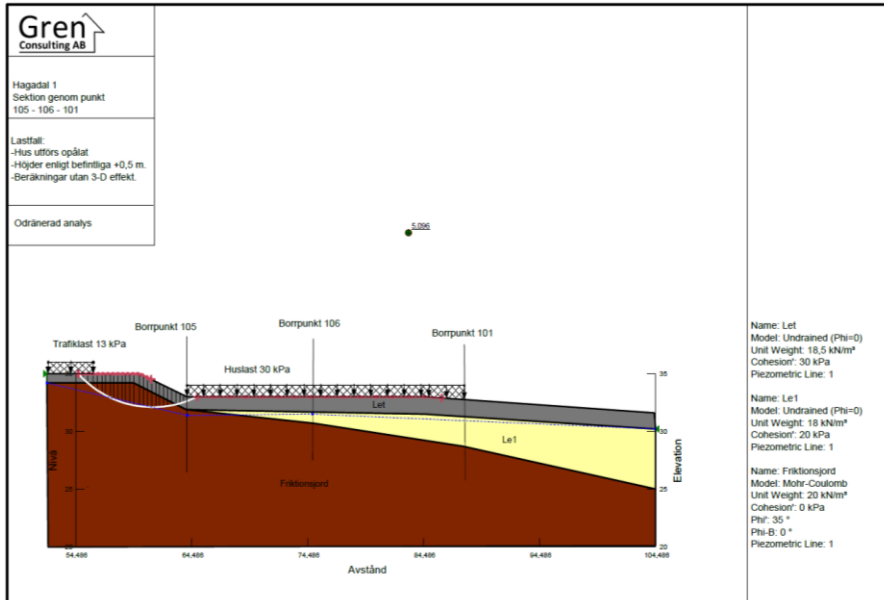 Gren
Consulting AB
Hagadal 1
Sektion genom punkt
105 - 106 - 101
Lastfall:
-Hus utförs opålat
-Höjder enligt befintliga +0,5 m.
-Beräkningar utan 3-D effekt.
Odränerad analys
5,096
Borrpunkt 105
Borrpunkt 106
Borrpunkt 101
Trafiklast 13 kPa
Huslast 30 kPa
Let
Le1
Friktionsjord
Nivå
30
25
20
35
30
25
20
Elevation
54,486
64,486
74,486
84,486
94,486
104,486
Avstånd
Name: Let
Model: Undrained (Phi=0)
Unit Weight: 18,5 kN/m³
Cohesion': 30 kPa
Piezometric Line: 1
Name: Le1
Model: Undrained (Phi=0)
Unit Weight: 18 kN/m³
Cohesion': 20 kPa
Piezometric Line: 1
Name: Friktionsjord
Model: Mohr-Coulomb
Unit Weight: 20 kN/m³
Cohesion': 0 kPa
Phi': 35 °
Phi-B: 0 °
Piezometric Line: 1